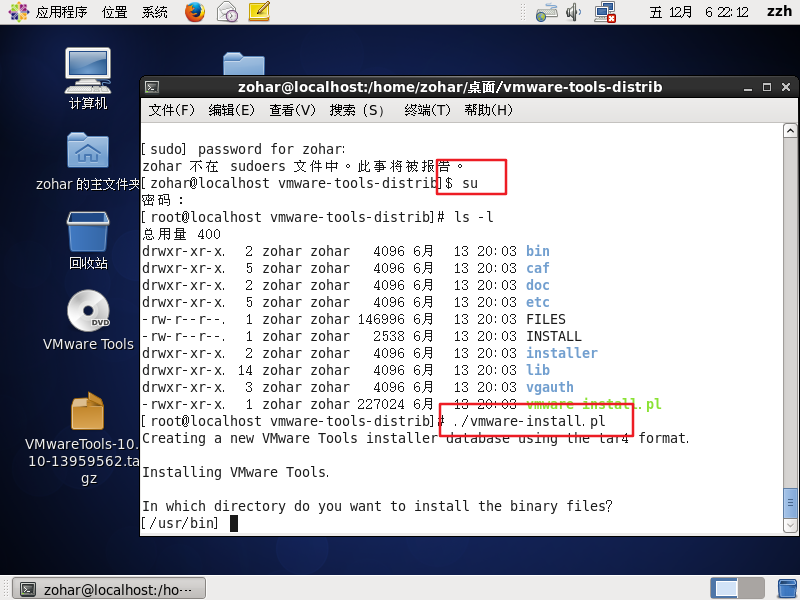 应用程序 位置 系统 五 12月 6 22:12 zzh
计算机
zohar 的主文件夹
回收站
DVD
VMware Tools
VMwareTools-10.
10-13959562.ta
gz
zohar@localhost:/home/zohar/桌面/vmware-tools-distrib
文件(F) 编辑(E) 查看(V) 搜索 (S) 终端(T) 帮助(H)
[sudo] password for zohar:
zohar 不在 sudoers 文件中。此事将被报告。
[zohar@localhost vmware-tools-distrib]$ su
密码：
[root@localhost vmware-tools-distrib]# ls -l
总用量 400
drwxr-xr-x. 2 zohar zohar 4096 6月 13 20:03 bin
drwxr-xr-x. 5 zohar zohar 4096 6月 13 20:03 caf
drwxr-xr-x. 2 zohar zohar 4096 6月 13 20:03 doc
drwxr-xr-x. 5 zohar zohar 4096 6月 13 20:03 etc
-rw-r--r--. 1 zohar zohar 146996 6月 13 20:03 FILES
-rw-r--r--. 1 zohar zohar 2538 6月 13 20:03 INSTALL
drwxr-xr-x. 2 zohar zohar 4096 6月 13 20:03 installer
drwxr-xr-x. 14 zohar zohar 4096 6月 13 20:03 lib
drwxr-xr-x. 3 zohar zohar 4096 6月 13 20:03 vgauth
-rwxr-xr-x. 1 zohar zohar 227024 6月 13 20:03 vmware-install.pl
[root@localhost vmware-tools-distrib]# ./vmware-install.pl
Creating a new VMware Tools installer database using the tar4 format.
Installing VMware Tools.
In which directory do you want to install the binary files?
[/usr/bin]
zohar@localhost:/ho···